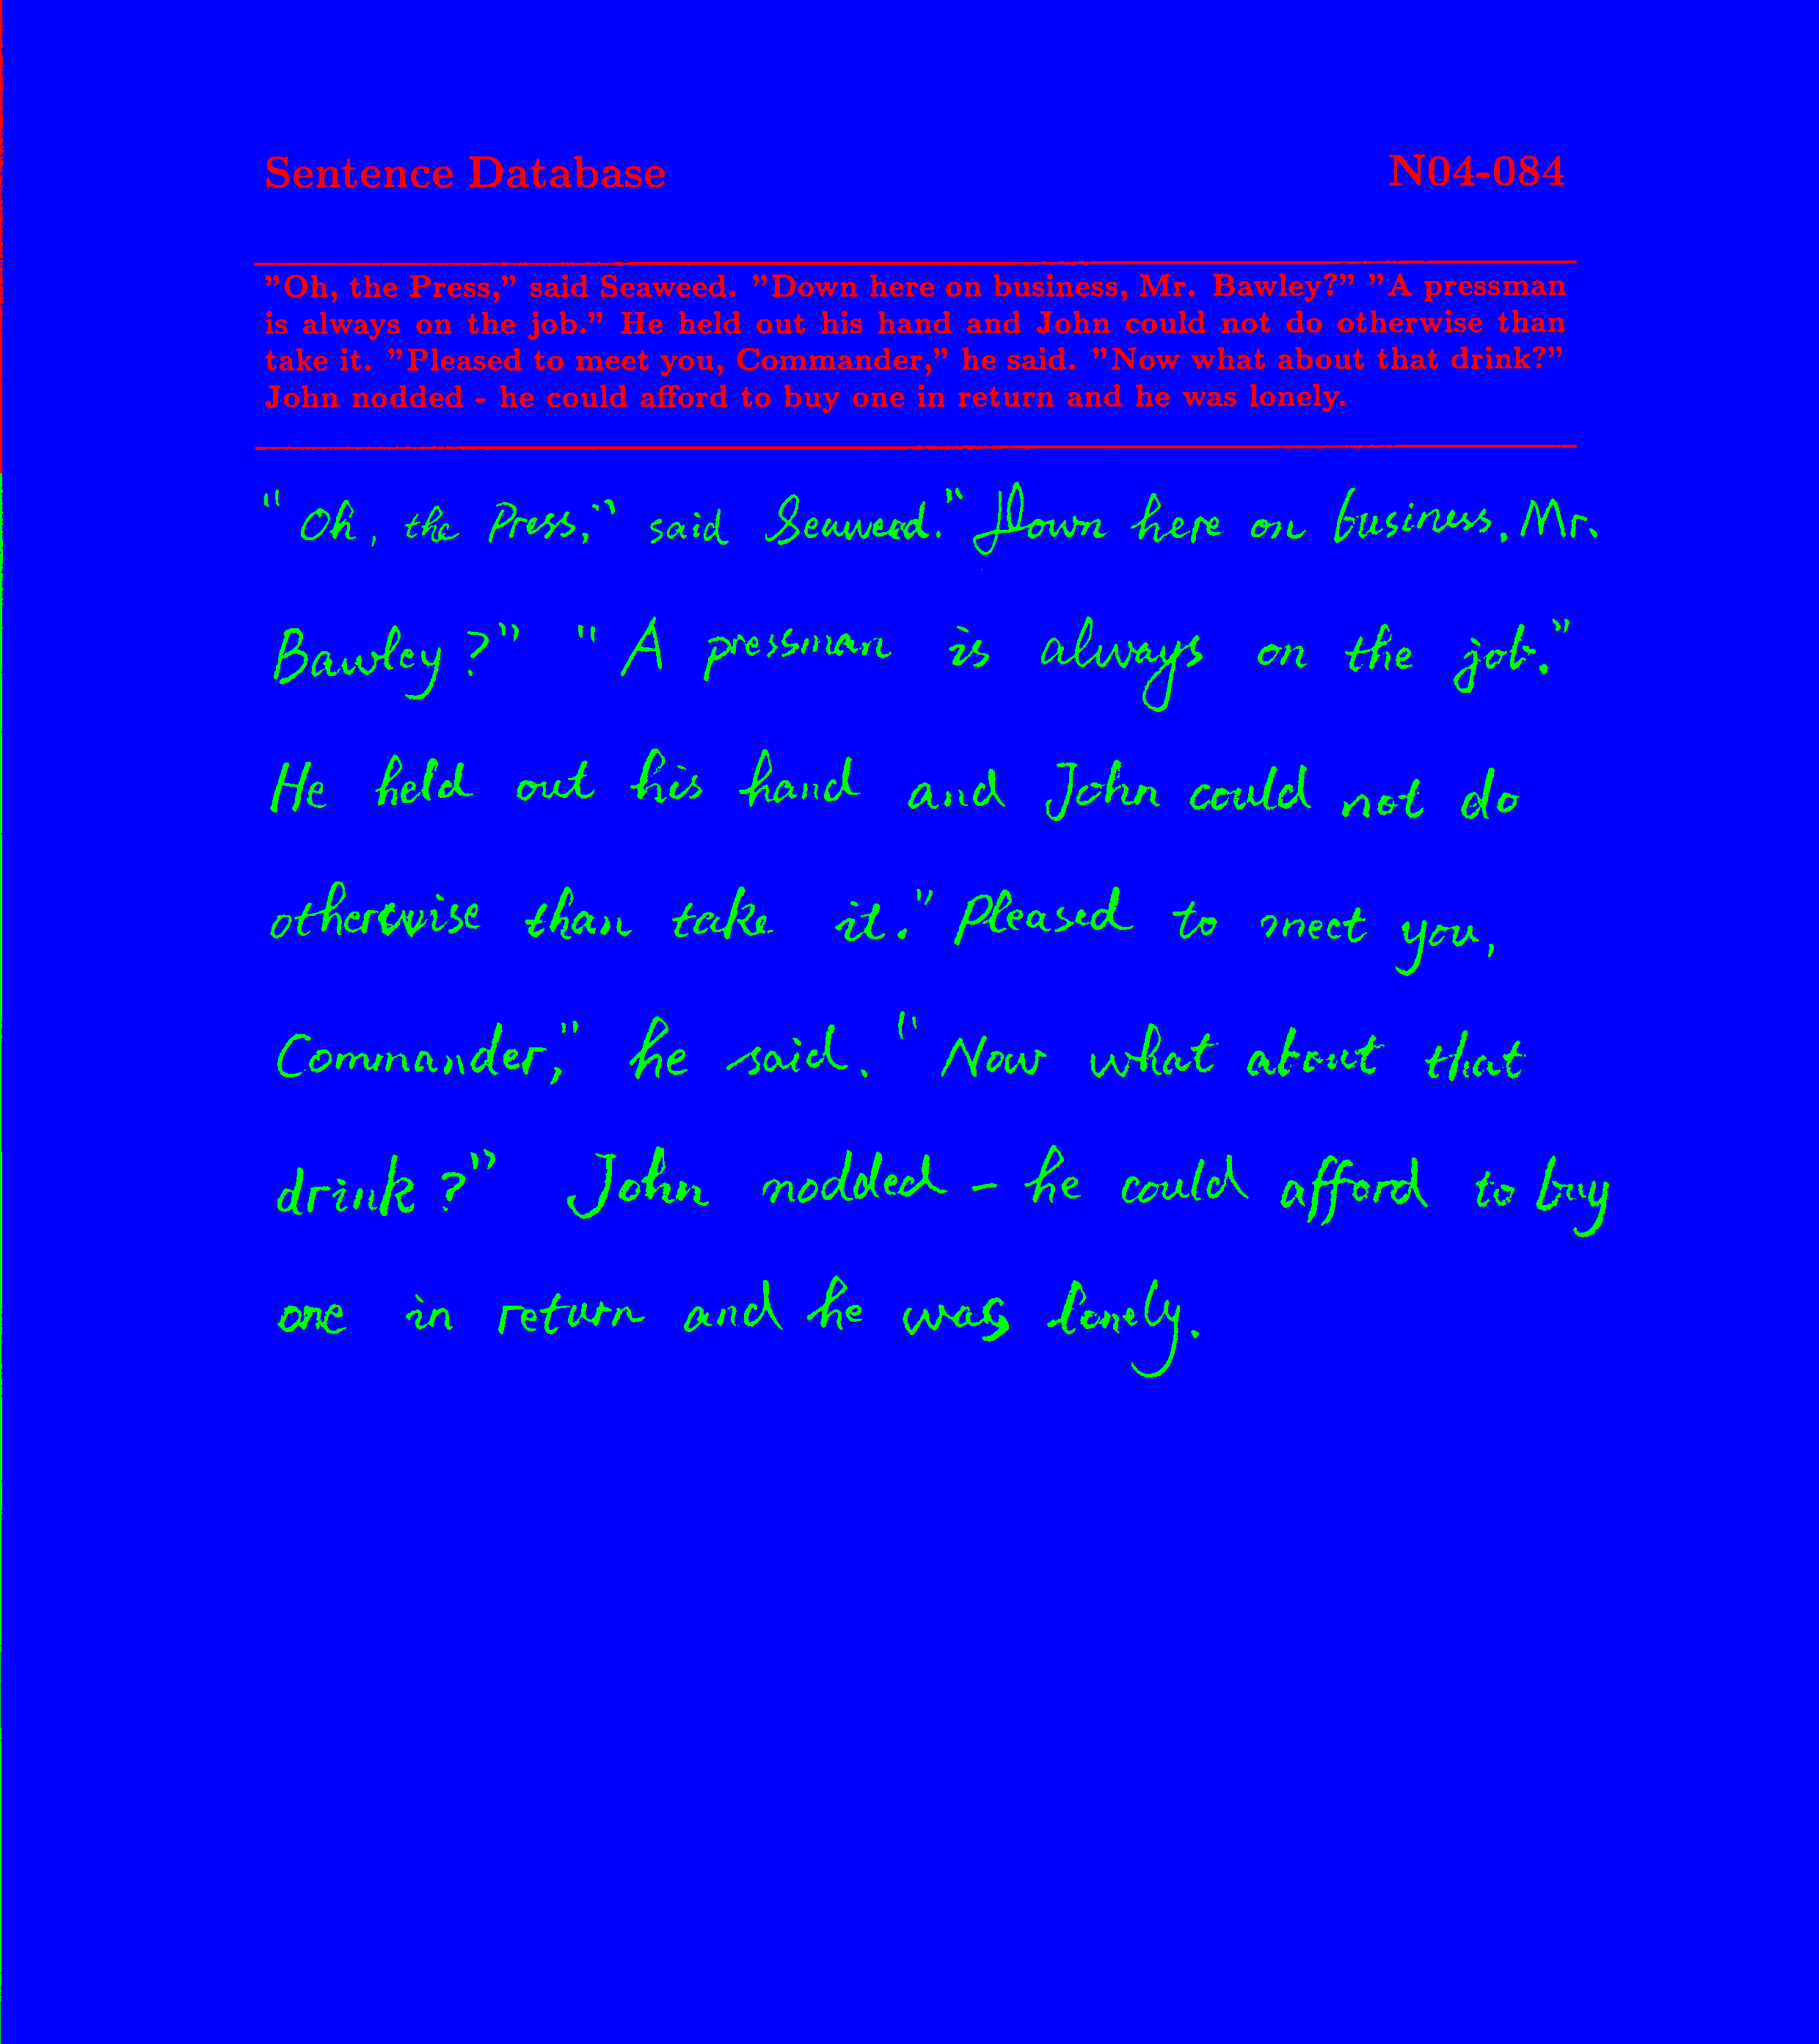 Sentence Database N04-084
"Oh, the Press," said Seaweed. "Down here on business, Mr. Bawley?" "A pressman
is always on the job." He held out his hand and John could not do otherwise than
take it. "Pleased to meet you, Commander," he said. "Now what about that drink?"
John nodded - he could afford to buy one in return and he was lonely.
"Oh, the Press," said Seaweed." Down here on business, Mr.
Bawley?" "A pressman is always on the job."
He held out his hand and John could not do
otherwise than take it." Pleased to meet you,
Commander," he said. "Now what about that
drink?" John nodded - he could afford to buy
one in return and he was lonely.